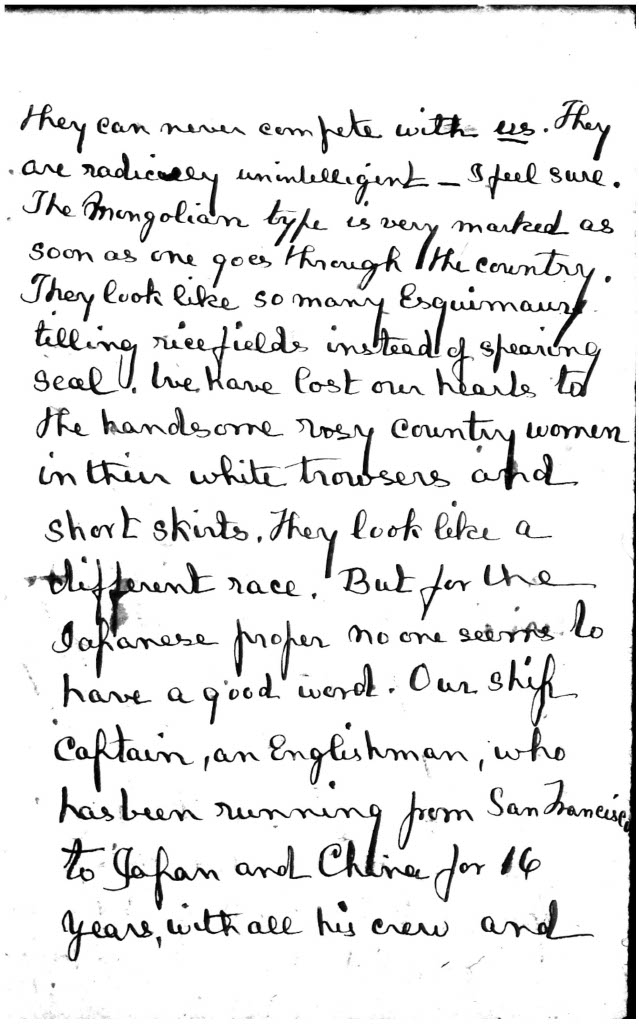 they can never compete with us. They
are radically unintelligent – I feel sure.
The Mongolian type is very marked as
soon as one goes through the country.
They look like so many Esquimaux
tilling rice fields instead of spearing
seal. We have lost our hearts to
the handsome rosy country women
in their white trowsers and
short skirts. They look like a
different race. But for the
Japanese proper no one seems to
have a good word. Our ship
Captain, an Englishman, who
has been running from San Francisco
to Japan and China for 16
years, with all his crew and